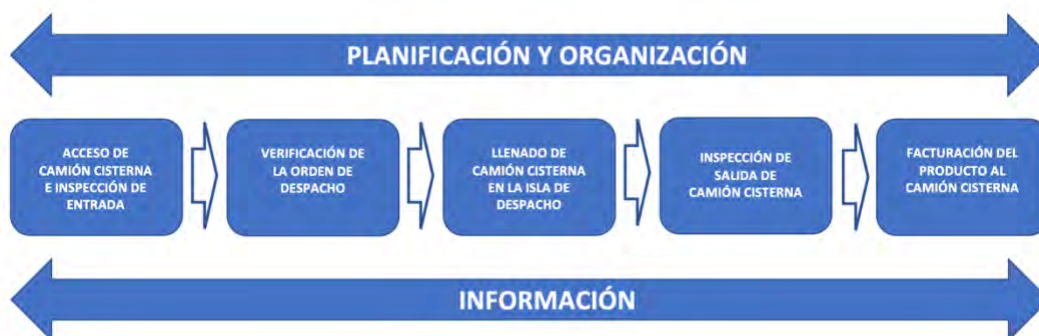 PLANIFICACIÓN Y ORGANIZACIÓN
ACCESO DE
CAMIÓN CISTERNA
E INSPECCIÓN DE
ENTRADA
VERIFICACIÓN DE
LA ORDEN DE
DESPACHO
LLENADO DE
CAMIÓN CISTERNA
EN LA ISLA DE
DESPACHO
INSPECCIÓN DE
SALIDA DE
CAMIÓN CISTERNA
FACTURACIÓN DEL
PRODUCTO AL
CAMIÓN CISTERNA
INFORMACIÓN